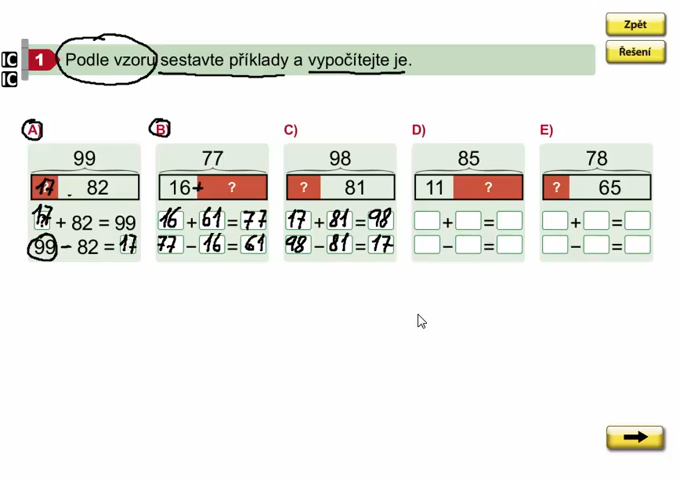 Zpět
1 Podle vzoru sestavte příklady a vypočítejte je.
Řešení
A) B) C) D) E)
99 77 98 85 78
17 82 16 + ? ? 81 11 ? ? 65
17 + 82 = 99 16 + 61 = 77 17 + 81 = 98 + = + =
99 - 82 = 17 77 - 16 = 61 98 - 81 = 17 - = - =